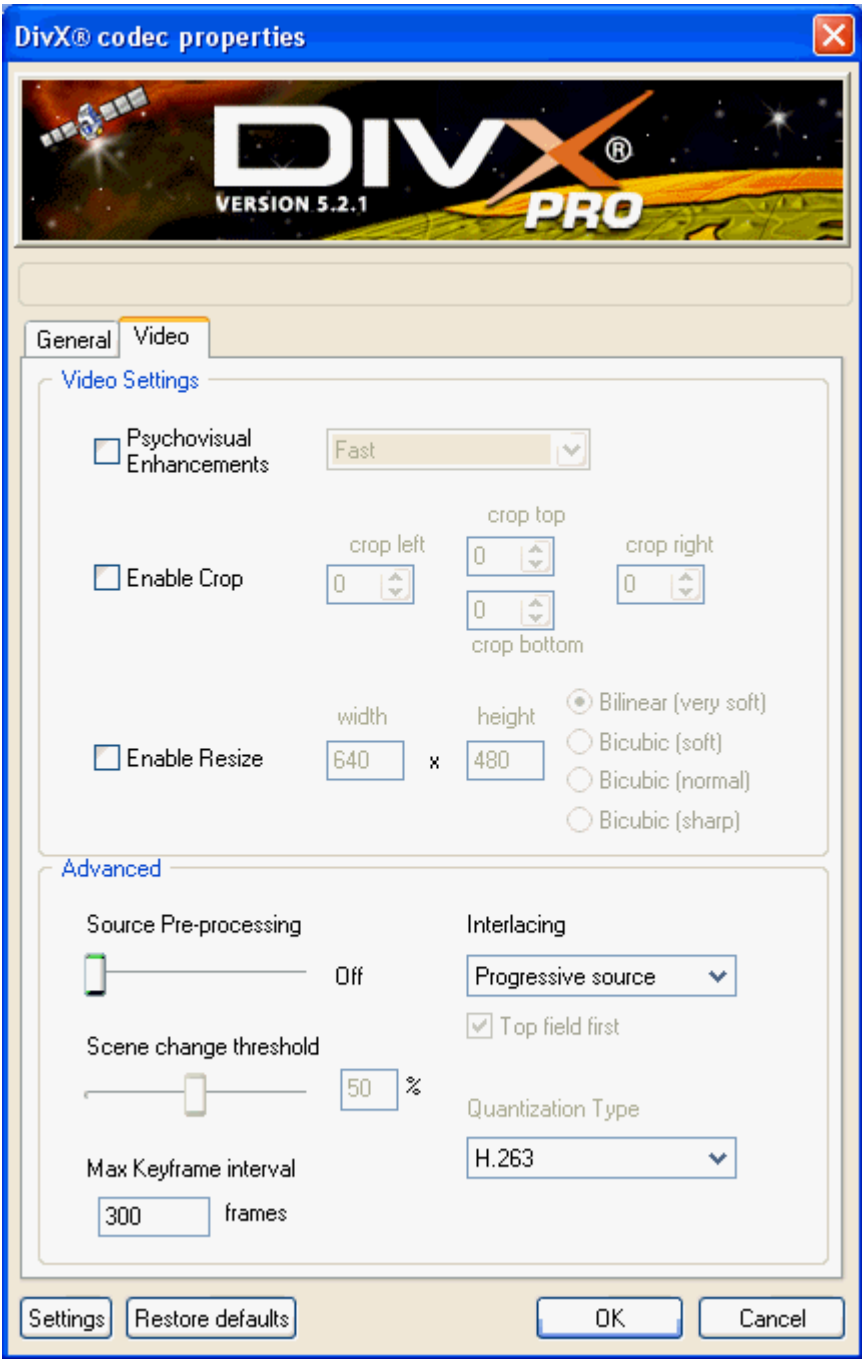 DivX® codec properties
DIVX®
VERSION 5.2.1
PRO
General
Video
Video Settings
Psychovisual
Enhancements
Fast
crop top
crop left
0
crop right
Enable Crop
0
0
0
crop bottom
width
height
Bilinear (very soft)
Enable Resize
640
x
480
Bicubic (soft)
Bicubic (normal)
Bicubic (sharp)
Advanced
Source Pre-processing
Off
Interlacing
Progressive source
Top field first
Scene change threshold
50 %
Quantization Type
H.263
Max Keyframe interval
300 frames
Settings
Restore defaults
OK
Cancel